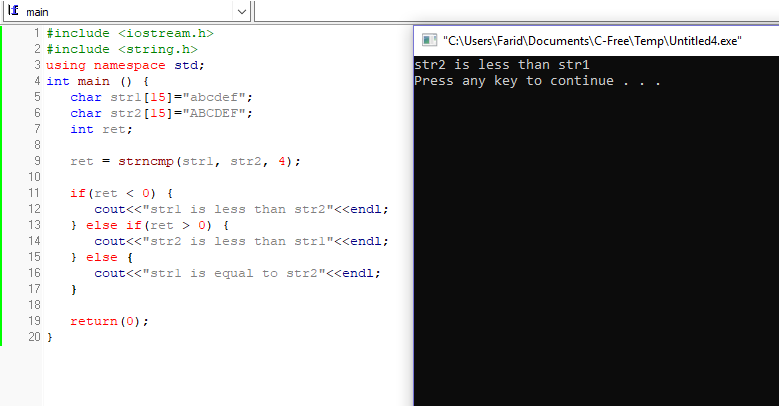 main
1 #include <iostream.h>
2 #include <string.h>
3 using namespace std;
4 int main () {
5 char str1[15]="abcdef";
6 char str2[15]="ABCDEF";
7 int ret;
8
9 ret = strncmp(str1, str2, 4);
10
11 if(ret < 0) {
12 cout<<"str1 is less than str2"<<endl;
13 } else if(ret > 0) {
14 cout<<"str2 is less than str1"<<endl;
15 } else {
16 cout<<"str1 is equal to str2"<<endl;
17 }
18
19 return(0);
20 }
"C:\Users\Farid\Documents\C-Free\Temp\Untitled4.exe"
str2 is less than str1
Press any key to continue . . .